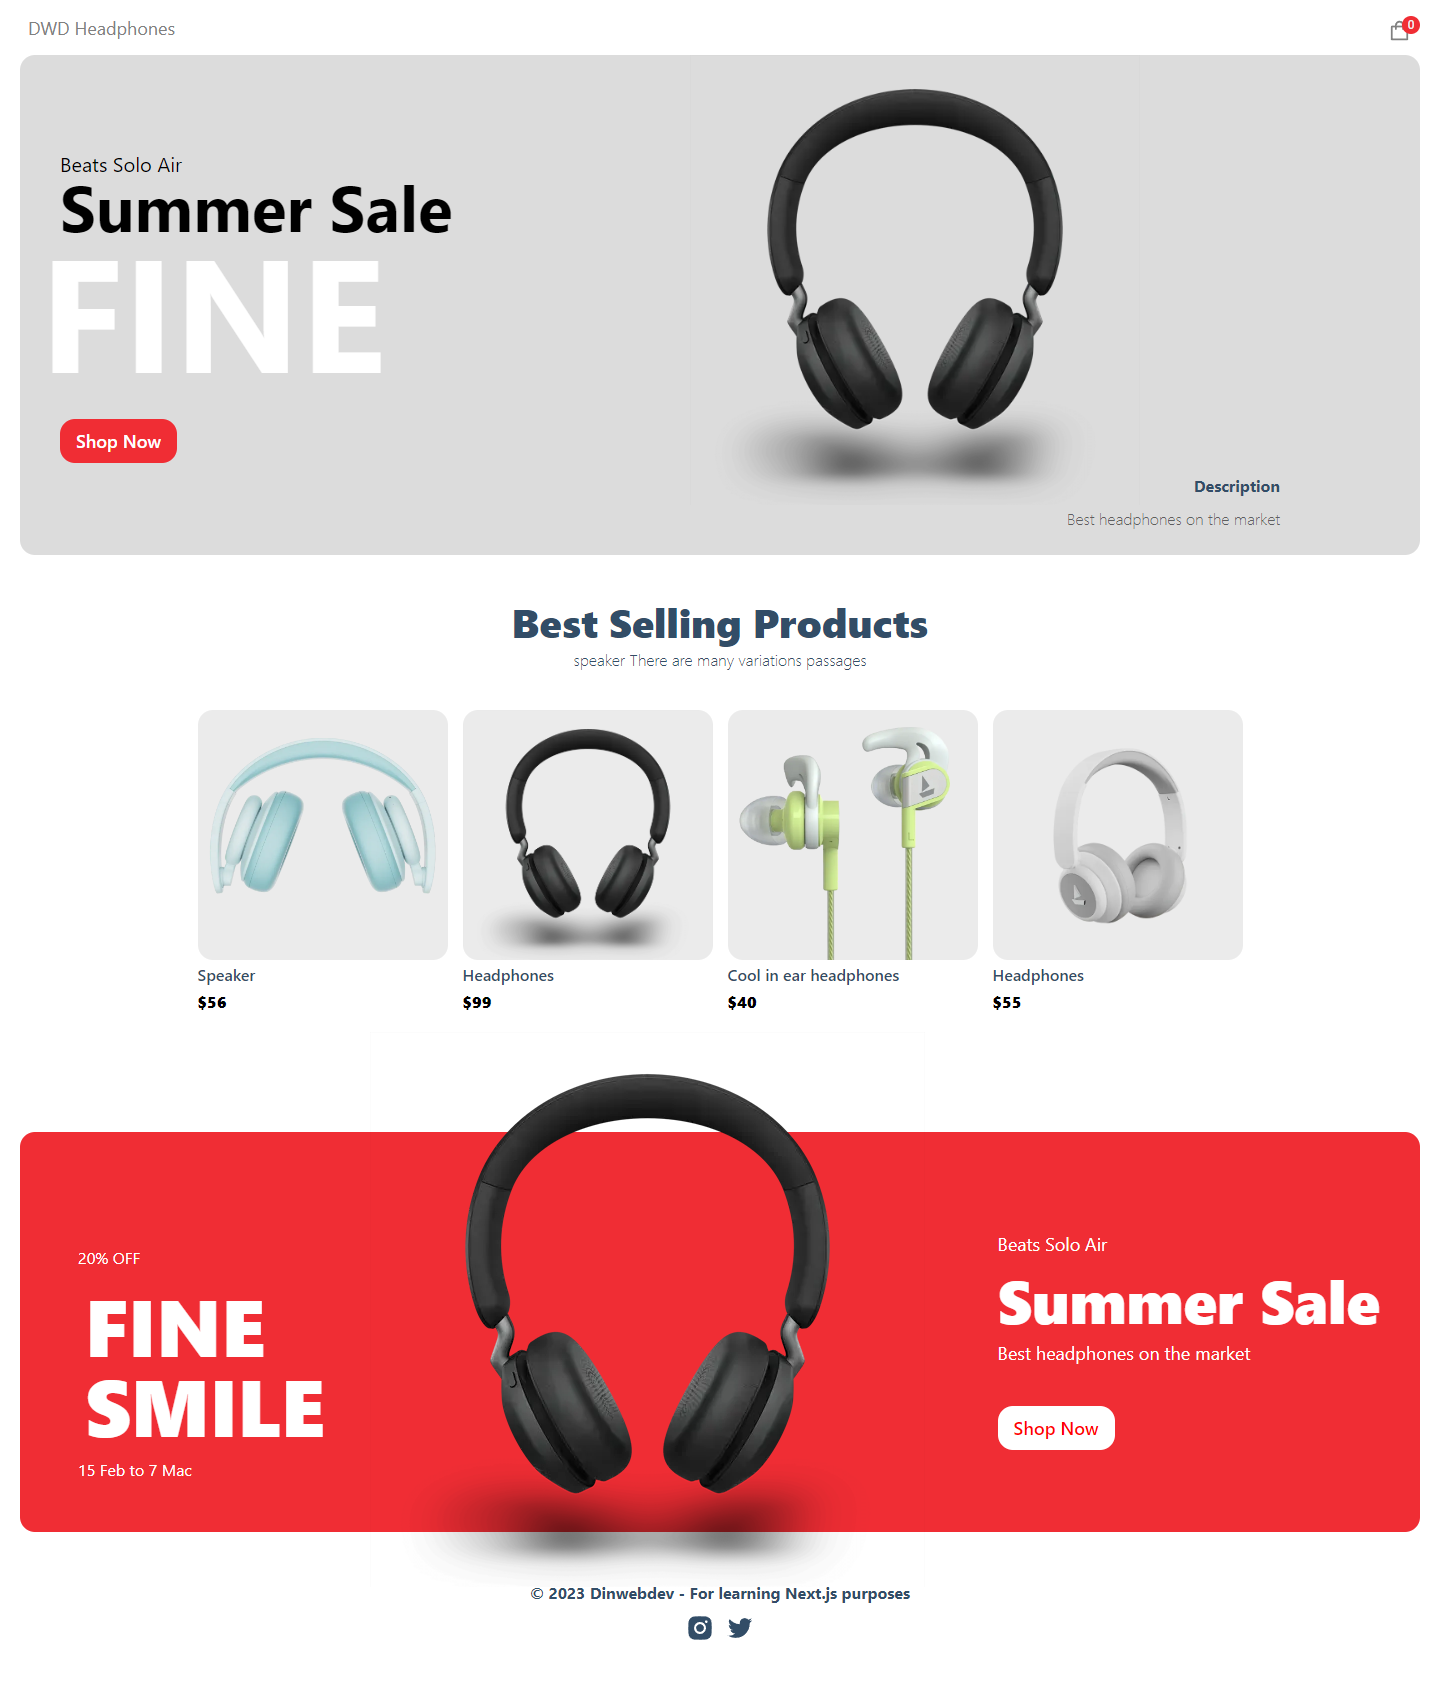 DWD Headphones
0
Beats Solo Air
Summer Sale
FINE
Shop Now
Description
Best headphones on the market
Best Selling Products
speaker There are many variations passages
Speaker
$56
Headphones
$99
Cool in ear headphones
$40
Headphones
$55
20% OFF
FINE
SMILE
15 Feb to 7 Mac
Beats Solo Air
Summer Sale
Best headphones on the market
Shop Now
© 2023 Dinwebdev - For learning Next.js purposes